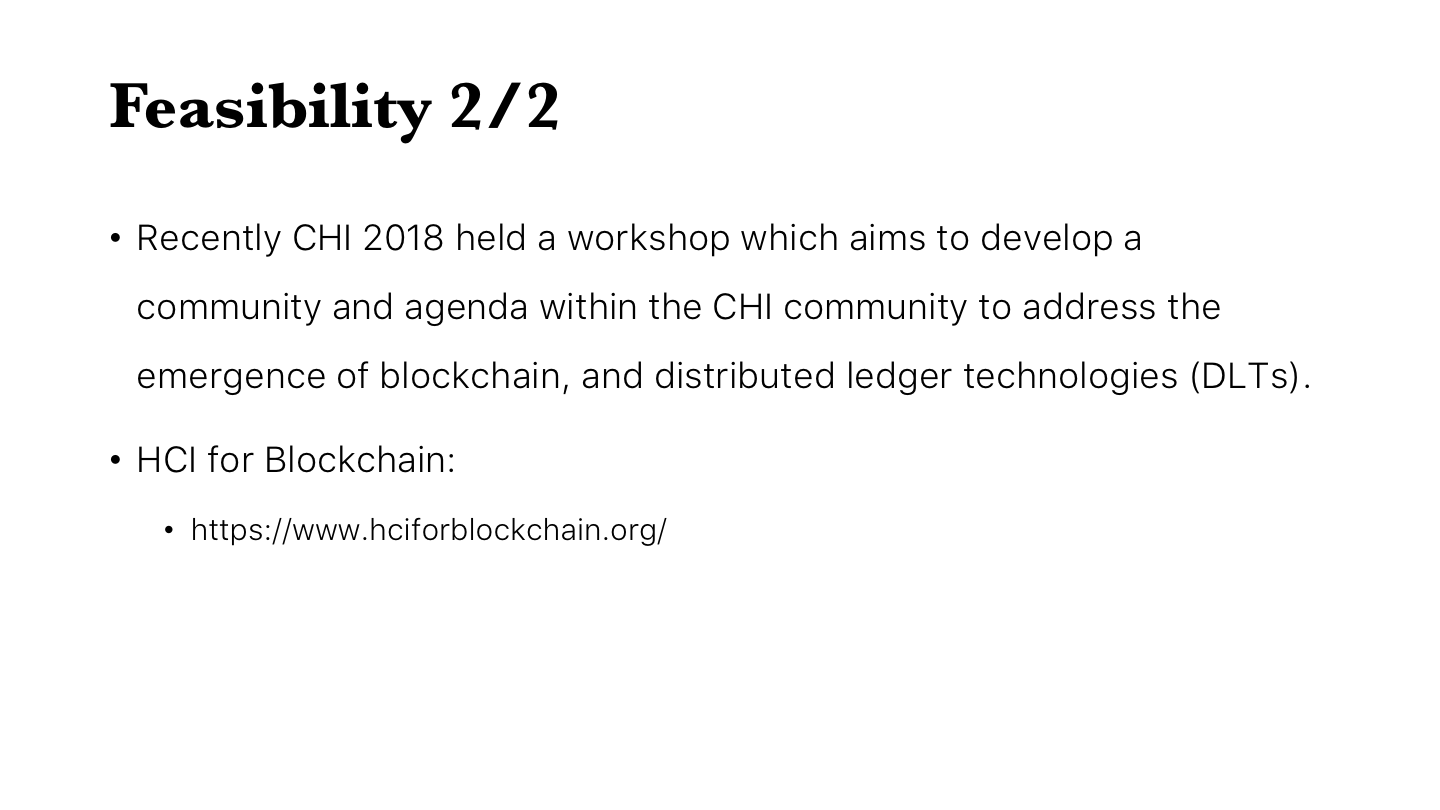 Feasibility 2/2
• Recently CHI 2018 held a workshop which aims to develop a
community and agenda within the CHI community to address the
emergence of blockchain, and distributed ledger technologies (DLTs).
• HCI for Blockchain:
• https://www.hciforblockchain.org/